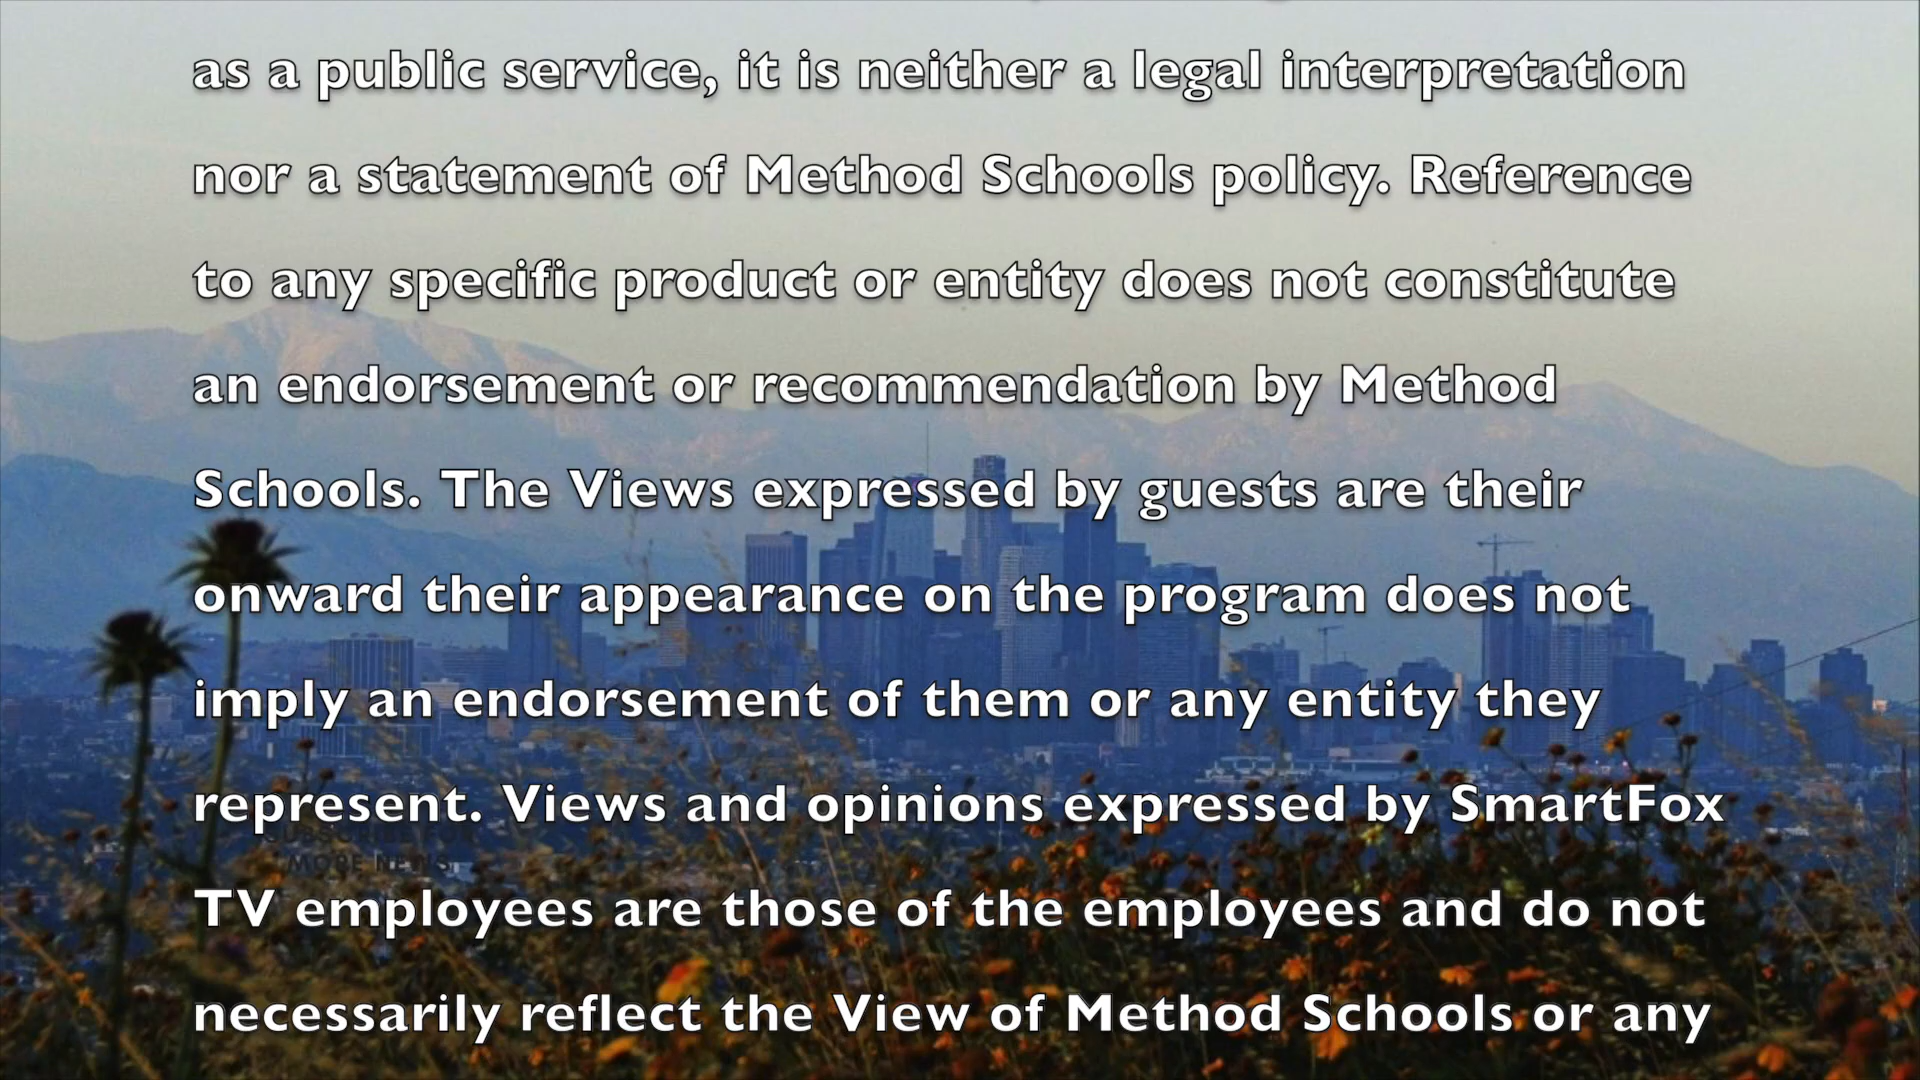 as a public service, it is neither a legal interpretation
nor a statement of Method Schools policy. Reference
to any specific product or entity does not constitute
an endorsement or recommendation by Method
Schools. The Views expressed by guests are their
onward their appearance on the program does not
imply an endorsement of them or any entity they
represent. Views and opinions expressed by SmartFox
MORE NEWS
TV employees are those of the employees and do not
necessarily reflect the View of Method Schools or any